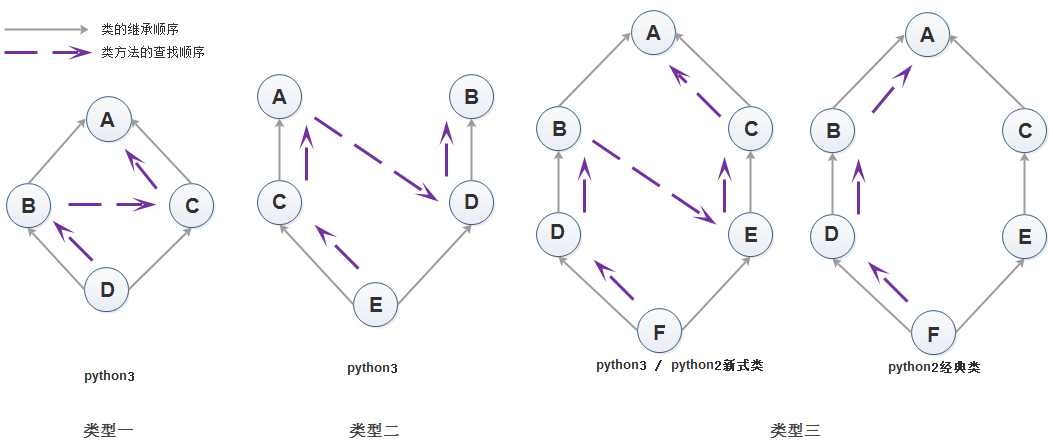 类的继承顺序
类方法的查找顺序
A
B
C
D
python3
类型一
A
B
C
D
E
python3
类型二
A
B
C
D
E
F
python3 / python2新式类
A
B
C
D
E
F
python2经典类
类型三